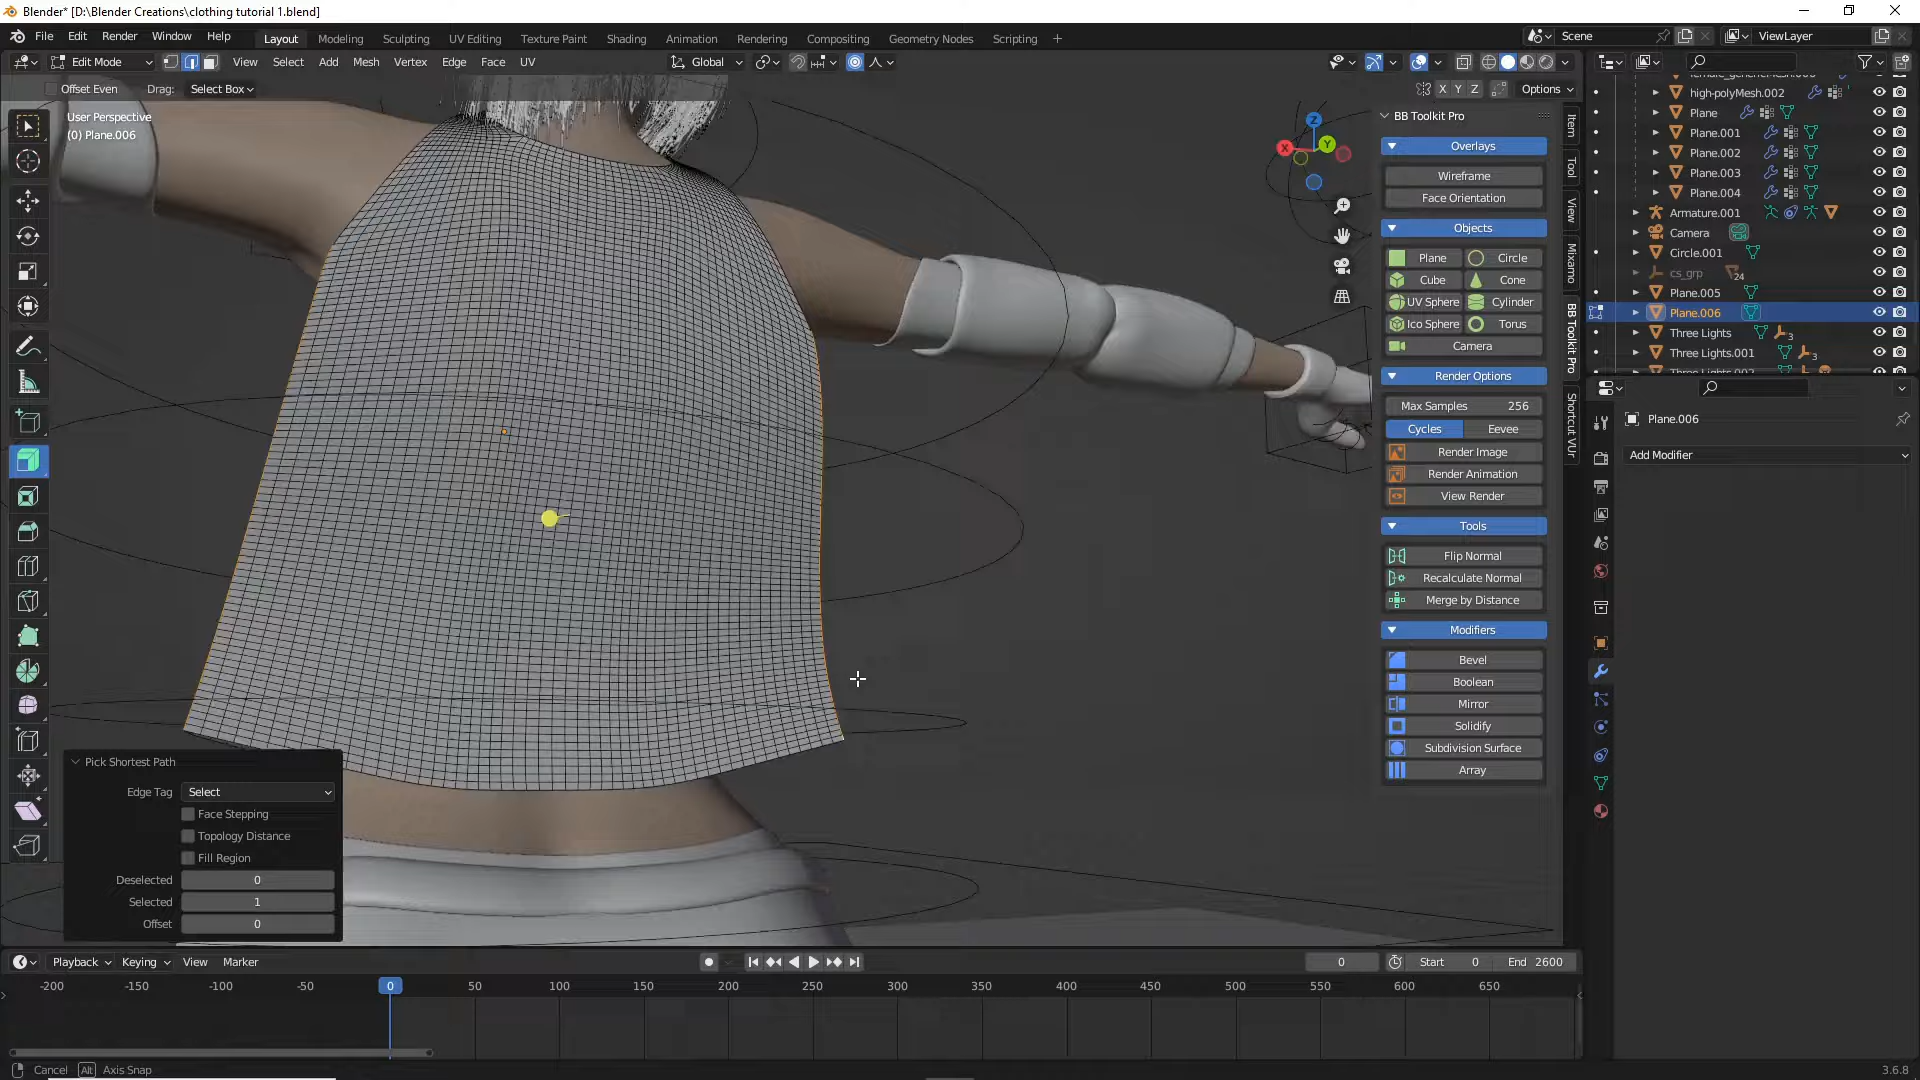 Blender* [D:\Blender Creations\clothing tutorial 1.blend]
File Edit Render Window Help Layout Modeling Sculpting UV Editing Texture Paint Shading Animation Rendering Compositing Geometry Nodes Scripting + Scene ViewLayer
Edit Mode View Select Add Mesh Vertex Edge Face UV Global
Offset Even Drag: Select Box X Y Z Options
User Perspective
(0) Plane.006
Z
Y
X
BB Toolkit Pro
Overlays
Wireframe
Face Orientation
Objects
Plane Circle
Cube Cone
UV Sphere Cylinder
Ico Sphere Torus
Camera
Render Options
Max Samples 256
Cycles Eevee
Render Image
Render Animation
View Render
Tools
Flip Normal
Recalculate Normal
Merge by Distance
Modifiers
Bevel
Boolean
Mirror
Solidify
Subdivision Surface
Array
Item
Tool
View
Mixamo
BB Toolkit Pro
Shortcut VUr
high-polyMesh.002
Plane
Plane.001
Plane.002
Plane.003
Plane.004
Armature.001
Camera
Circle.001
cs_grp 24
Plane.005
Plane.006
Three Lights 3
Three Lights.001 3
Plane.006
Add Modifier
Pick Shortest Path
Edge Tag Select
Face Stepping
Topology Distance
Fill Region
Deselected 0
Selected 1
Offset 0
Playback Keying View Marker 0 Start 0 End 2600
-200 -150 -100 -50 0 50 100 150 200 250 300 350 400 450 500 550 600 650
Cancel Alt Axis Snap 3.6.8